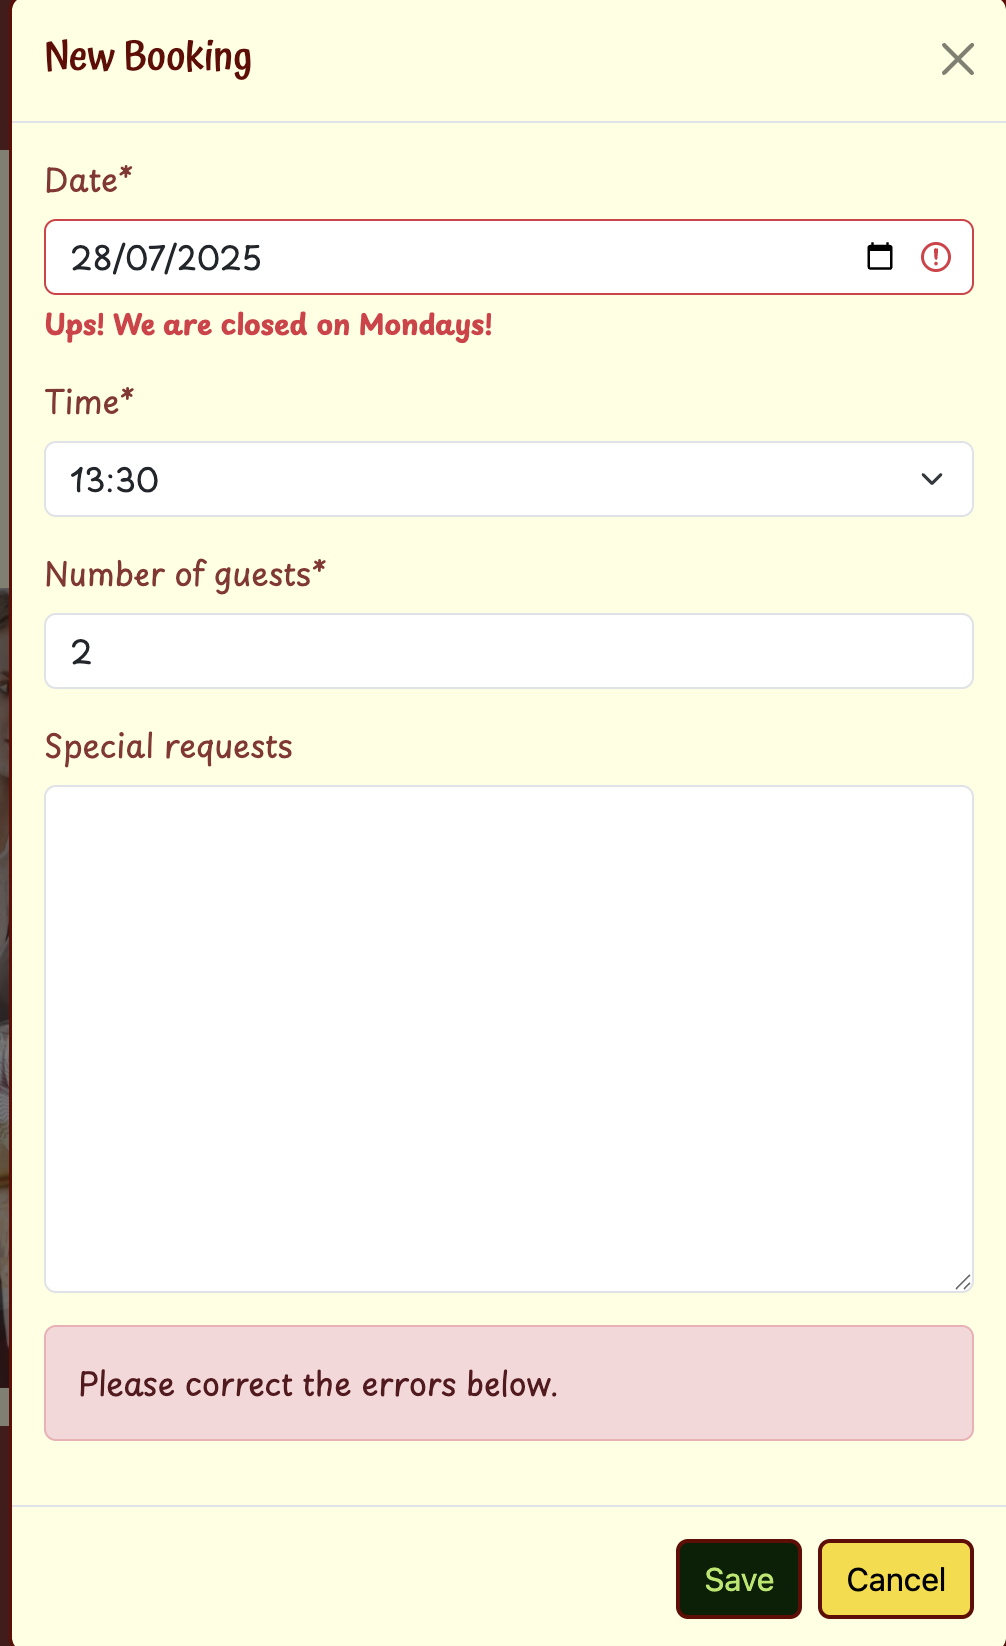 New Booking
Date*
28/07/2025
Ups! We are closed on Mondays!
Time*
13:30
Number of guests*
2
Special requests
Please correct the errors below.
Save
Cancel